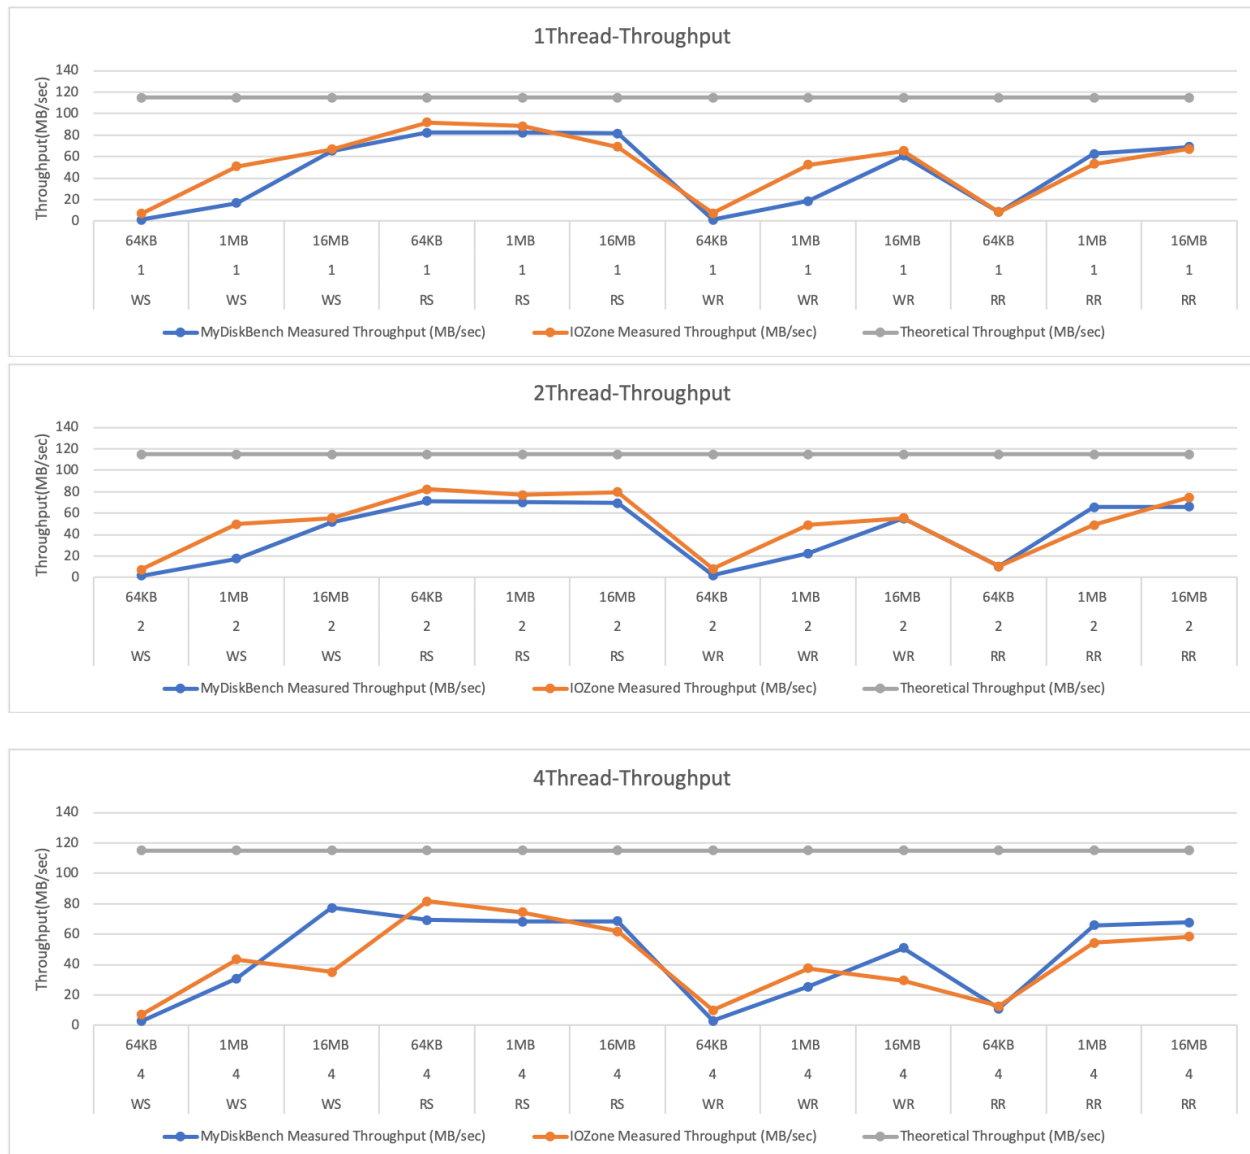 1Thread-Throughput
Throughput(MB/sec)
140
120
100
80
60
40
20
0
64KB 1MB 16MB 64KB 1MB 16MB 64KB 1MB 16MB 64KB 1MB 16MB
1 1 1 1 1 1 1 1 1 1 1 1
WS WS WS RS RS RS WR WR WR RR RR RR
MyDiskBench Measured Throughput (MB/sec) IOZone Measured Throughput (MB/sec) Theoretical Throughput (MB/sec)
2Thread-Throughput
Throughput(MB/sec)
140
120
100
80
60
40
20
0
64KB 1MB 16MB 64KB 1MB 16MB 64KB 1MB 16MB 64KB 1MB 16MB
2 2 2 2 2 2 2 2 2 2 2 2
WS WS WS RS RS RS WR WR WR RR RR RR
MyDiskBench Measured Throughput (MB/sec) IOZone Measured Throughput (MB/sec) Theoretical Throughput (MB/sec)
4Thread-Throughput
Throughput(MB/sec)
140
120
100
80
60
40
20
0
64KB 1MB 16MB 64KB 1MB 16MB 64KB 1MB 16MB 64KB 1MB 16MB
4 4 4 4 4 4 4 4 4 4 4 4
WS WS WS RS RS RS WR WR WR RR RR RR
MyDiskBench Measured Throughput (MB/sec) IOZone Measured Throughput (MB/sec) Theoretical Throughput (MB/sec)